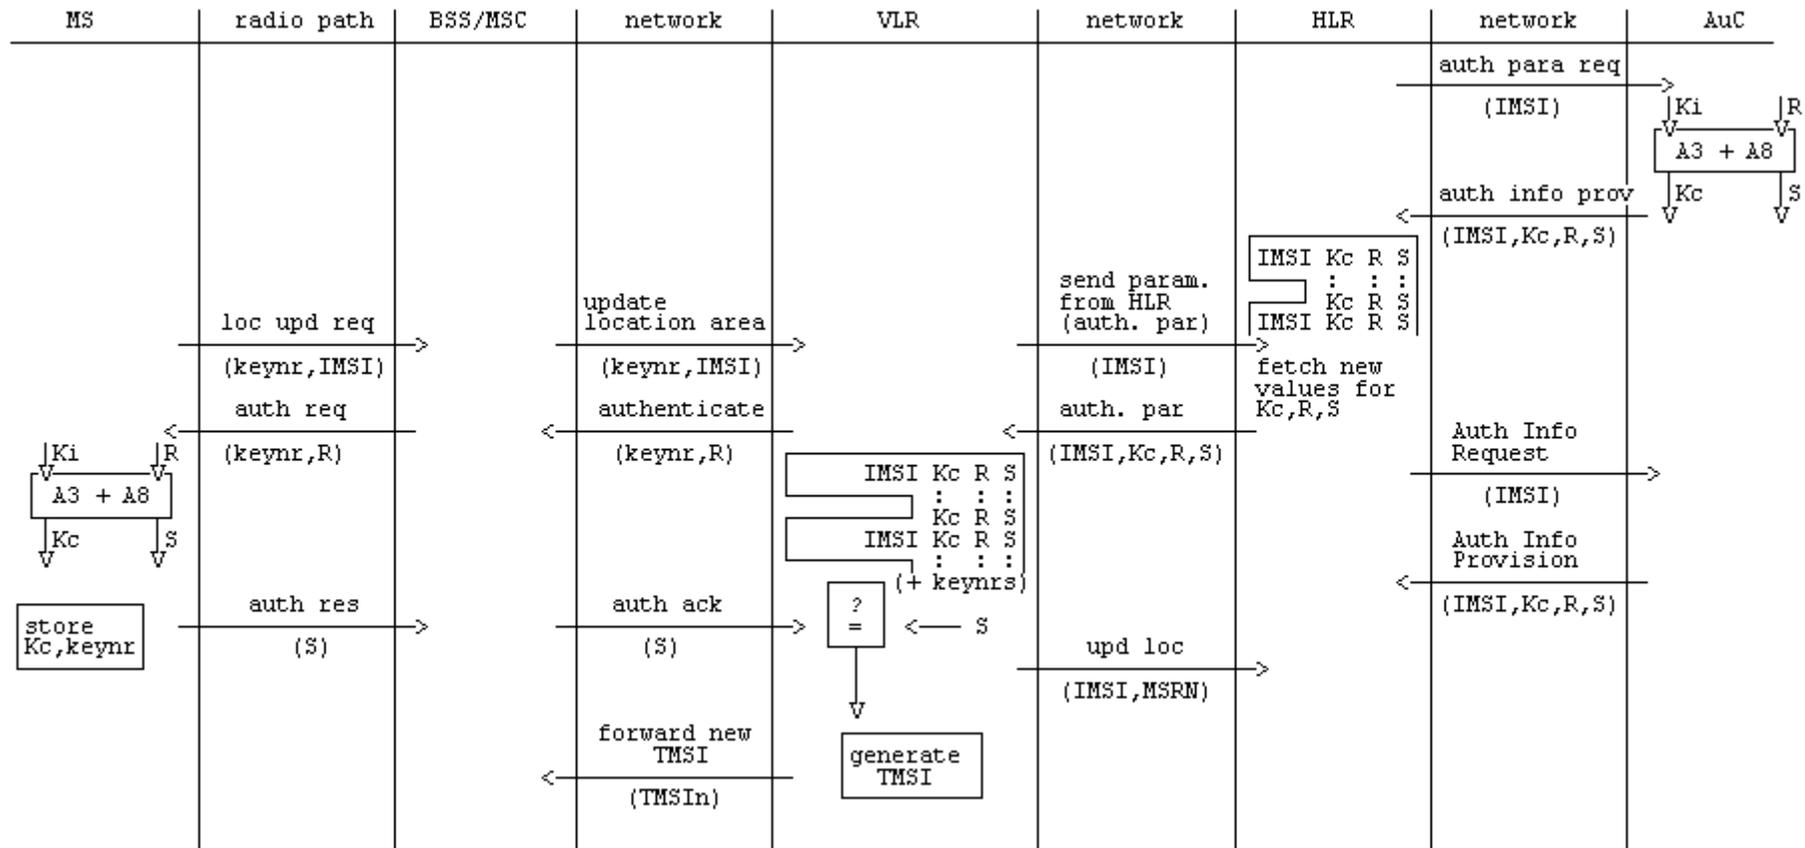 MS radio path BSS/MSC network VLR network HLR network AuC
auth para req
(IMSI)
Ki R
A3 + A8
Kc S
auth info prov
(IMSI,Kc,R,S)
IMSI Kc R S
: : :
Kc R S
IMSI Kc R S
send param.
from HLR
(auth. par)
(IMSI)
update
location area
(keynr,IMSI)
loc upd req
(keynr,IMSI)
fetch new
values for
Kc,R,S
auth req
(keynr,R)
authenticate
(keynr,R)
auth. par
(IMSI,Kc,R,S)
Auth Info
Request
(IMSI)
Ki R
A3 + A8
Kc S
IMSI Kc R S
: : :
Kc R S
IMSI Kc R S
: : :
(+ keynrs)
Auth Info
Provision
(IMSI,Kc,R,S)
store
Kc,keynr
auth res
(S)
auth ack
(S)
?
=
S
upd loc
(IMSI,MSRN)
forward new
TMSI
(TMSIn)
generate
TMSI